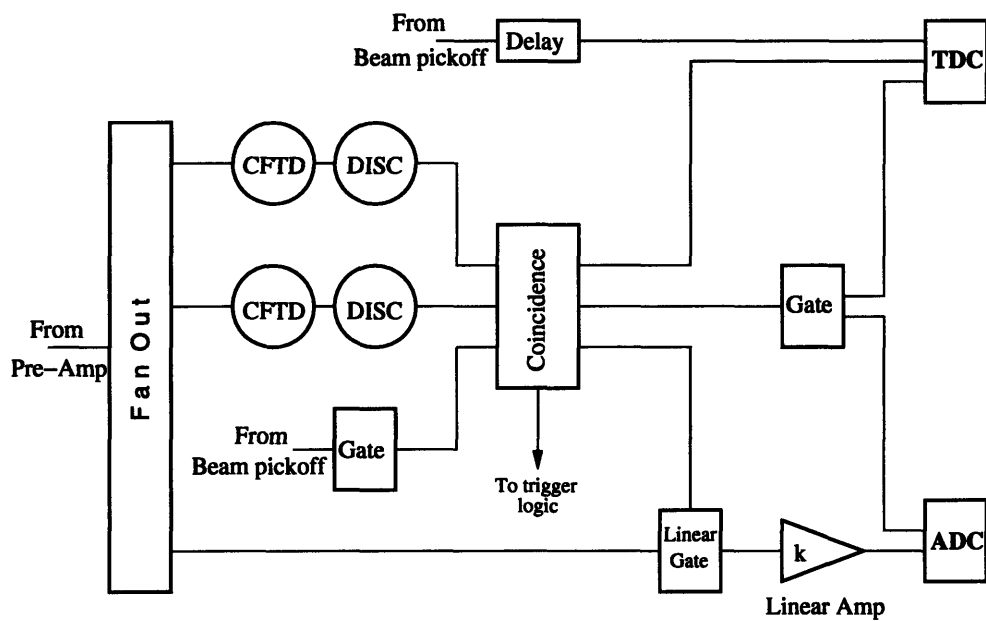 From
Beam pickoff
Delay
TDC
CFTD
DISC
CFTD
DISC
Coincidence
Gate
From
Pre-Amp
Fan Out
From
Beam pickoff
Gate
To trigger
logic
Linear
Gate
k
ADC
Linear Amp